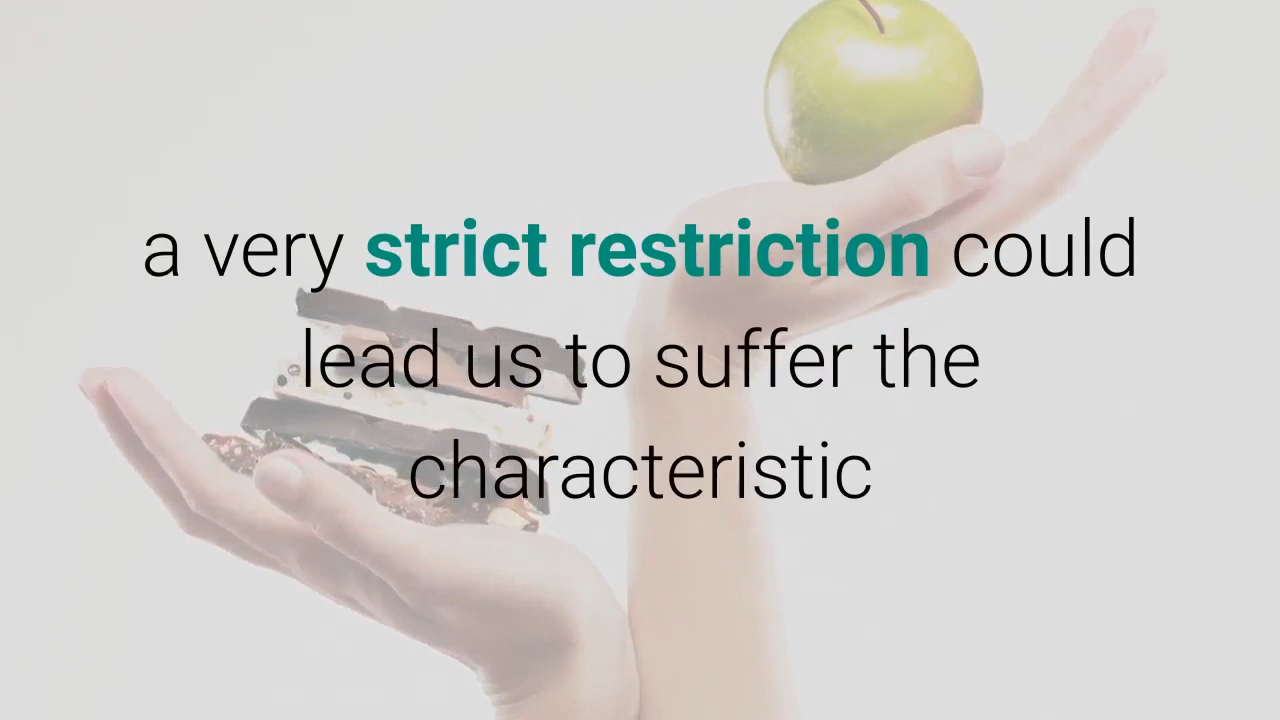 a very strict restriction could
lead us to suffer the
characteristic